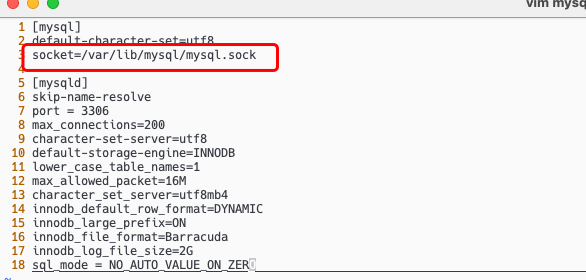 vim mysq
1 [mysql]
2 default-character-set=utf8
3 socket=/var/lib/mysql/mysql.sock
4
5 [mysqld]
6 skip-name-resolve
7 port = 3306
8 max_connections=200
9 character-set-server=utf8
10 default-storage-engine=INNODB
11 lower_case_table_names=1
12 max_allowed_packet=16M
13 character_set_server=utf8mb4
14 innodb_default_row_format=DYNAMIC
15 innodb_large_prefix=ON
16 innodb_file_format=Barracuda
17 innodb_log_file_size=2G
18 sql_mode = NO_AUTO_VALUE_ON_ZER